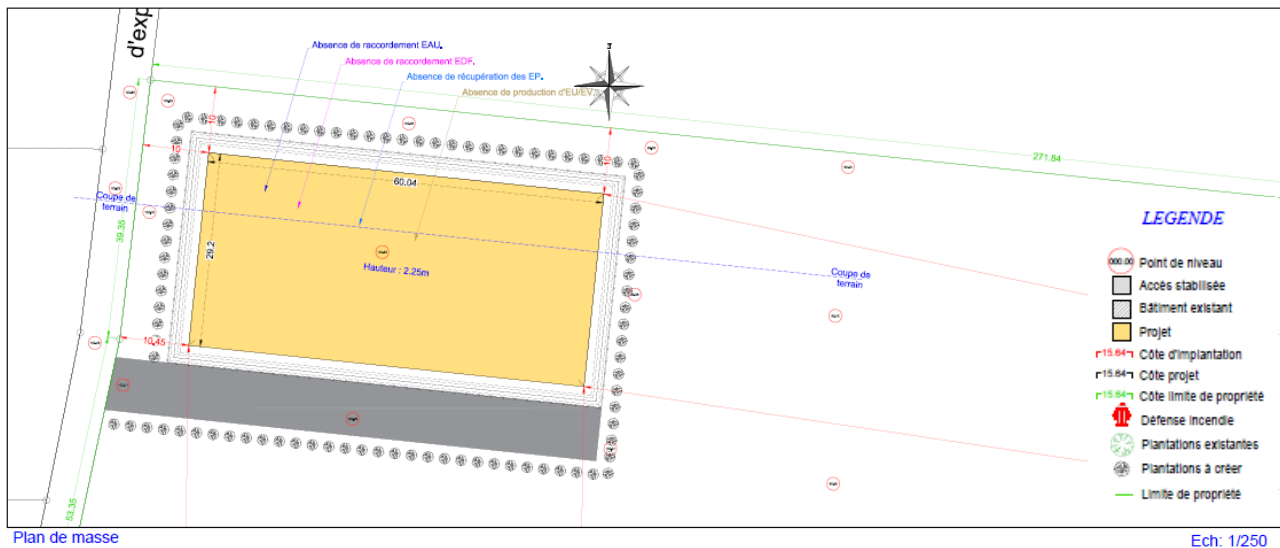 d'exp
Absence de raccordement EAU.
Absence de raccordement EDF.
Absence de récupération des EP.
Absence de production d'EU/EV.
271.84
10
10
10
60.04
Coupe de
terrain
39.35
29.2
Hauteur : 2.25m
Coupe de
terrain
10.45
53.35
LEGENDE
000.00 Point de niveau
Accès stabilisée
Bâtiment existant
Projet
15.64 Côte d'implantation
15.64 Côte projet
15.64 Côte limite de propriété
Défense incendie
Plantations existantes
Plantations à créer
Limite de propriété
Plan de masse
Ech: 1/250